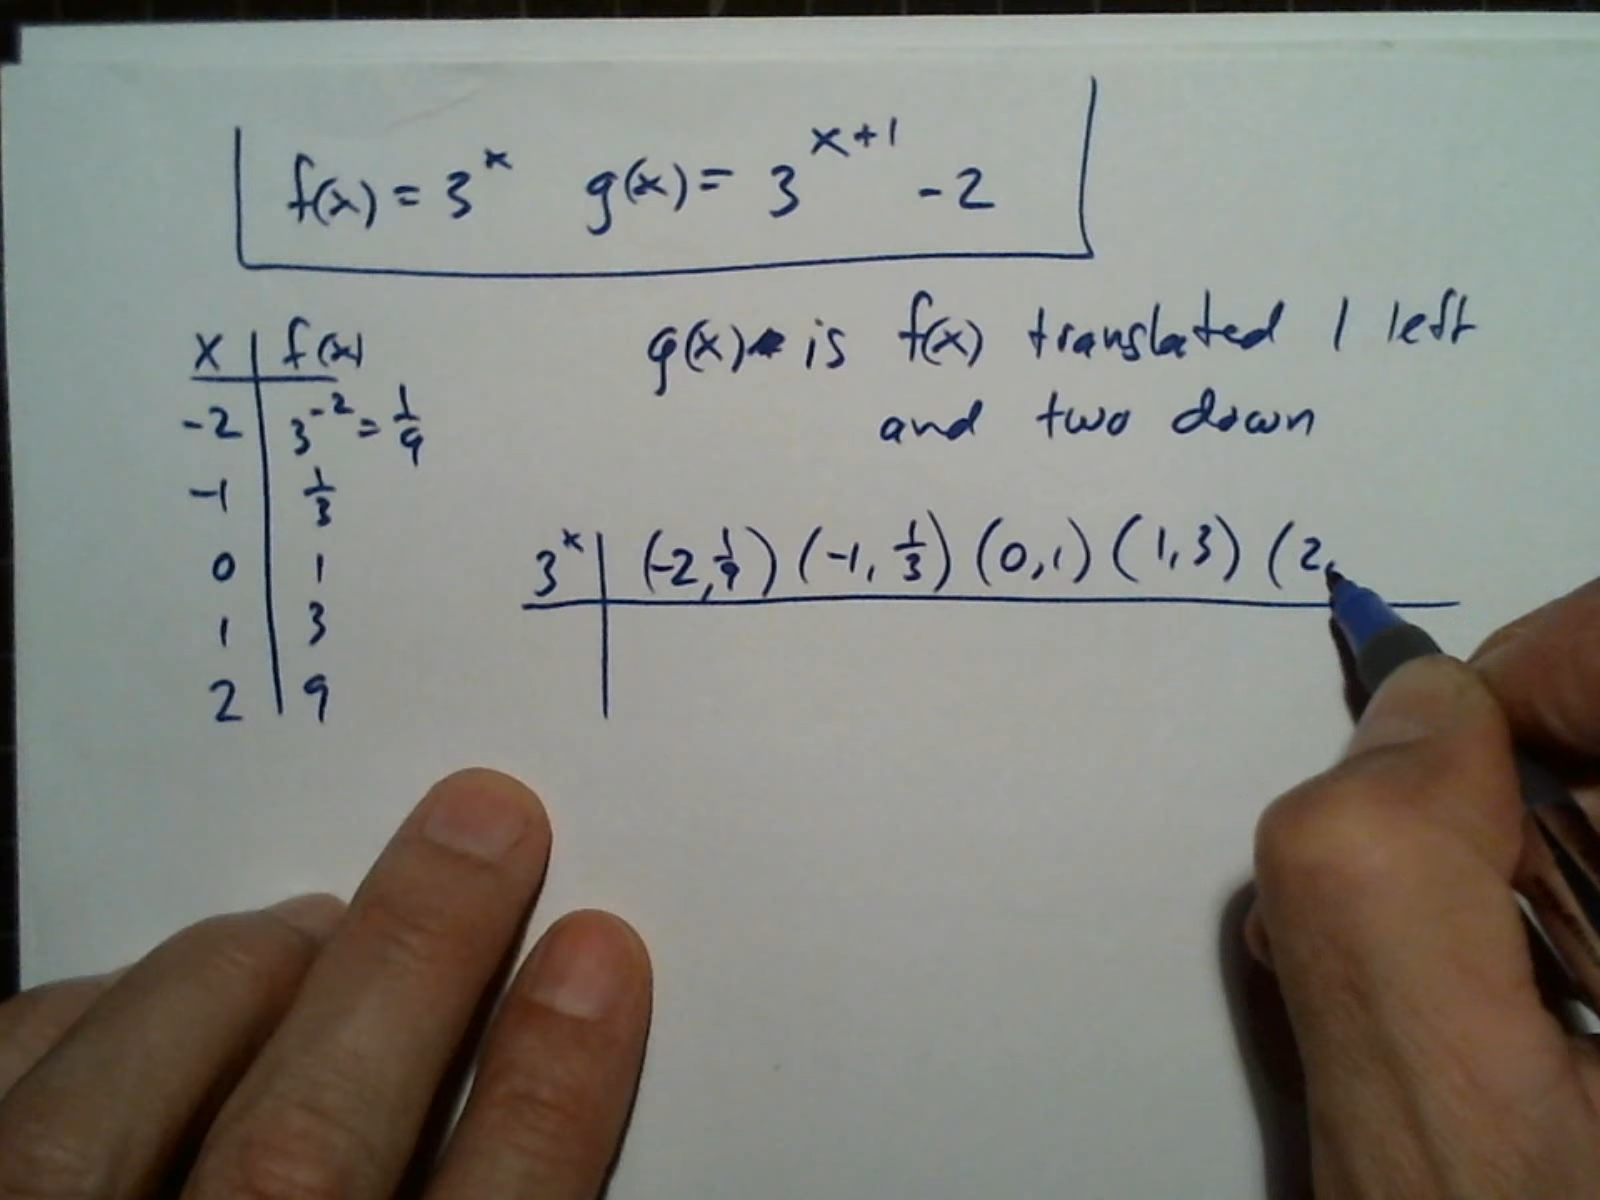 f(x) = 3^x g(x) = 3^{x+1} - 2
g(x) is f(x) translated 1 left
and two down
x | f(x)
-2 | 3^{-2} = 1/9
-1 | 1/3
0 | 1
1 | 3
2 | 9
3^x | (-2, 1/9) (-1, 1/3) (0, 1) (1, 3) (2,